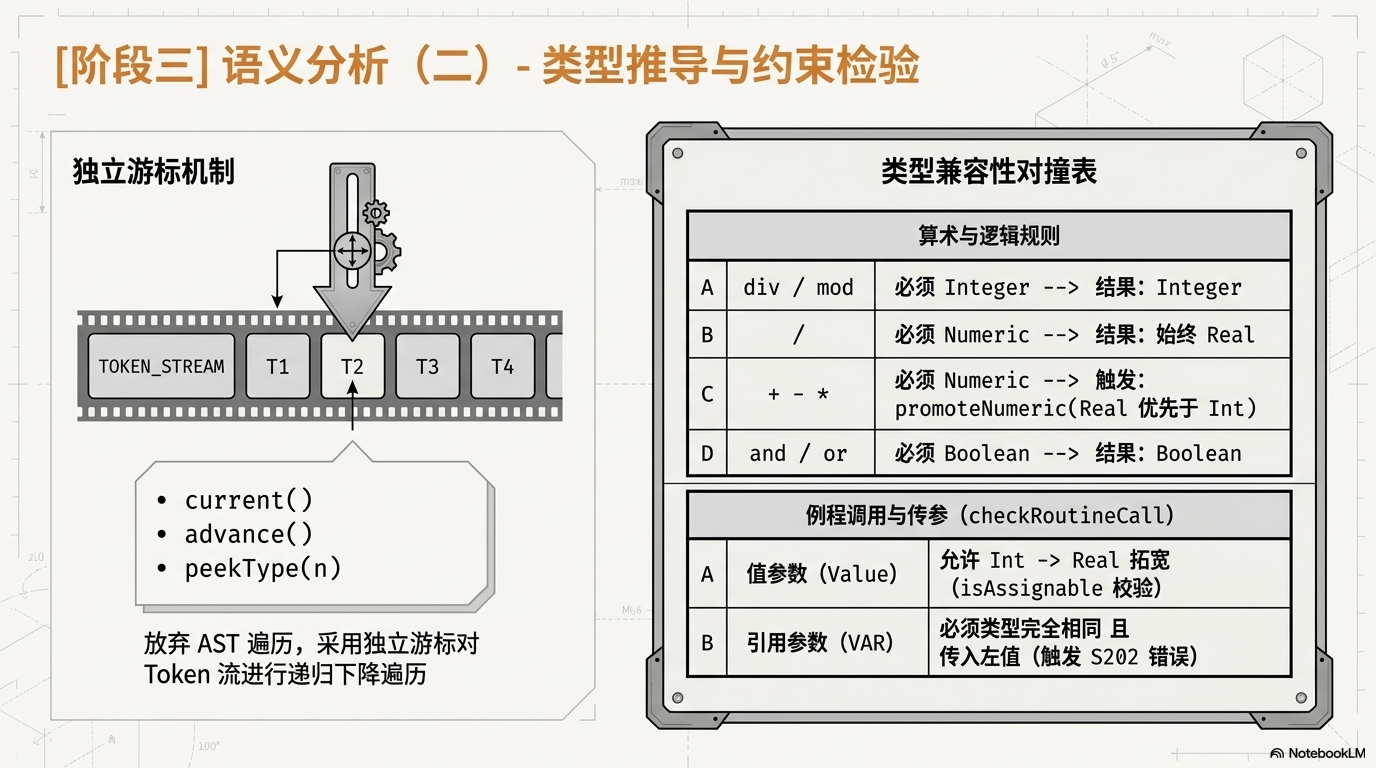 [阶段三] 语义分析（二）- 类型推导与约束检验
独立游标机制
TOKEN_STREAM T1 T2 T3 T4
• current()
• advance()
• peekType(n)
放弃 AST 遍历，采用独立游标对
Token 流进行递归下降遍历
类型兼容性对撞表
算术与逻辑规则
A div / mod 必须 Integer --> 结果：Integer
B / 必须 Numeric --> 结果：始终 Real
C + - * 必须 Numeric --> 触发：
promoteNumeric(Real 优先于 Int)
D and / or 必须 Boolean --> 结果：Boolean
例程调用与传参（checkRoutineCall）
A 值参数（Value） 允许 Int -> Real 拓宽
（isAssignable 校验）
B 引用参数（VAR） 必须类型完全相同 且
传入左值（触发 S202 错误）
100°
NotebookLM